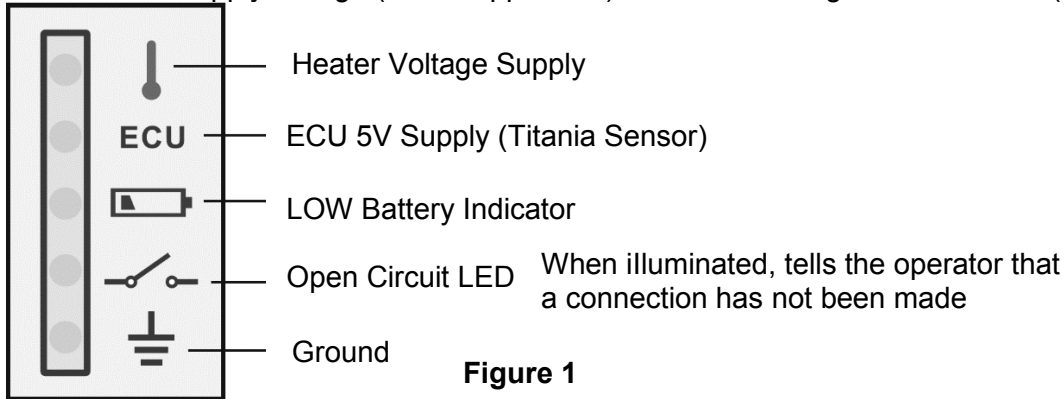 Heater Voltage Supply
ECU
ECU 5V Supply (Titania Sensor)
LOW Battery Indicator
Open Circuit LED
When illuminated, tells the operator that
a connection has not been made
Ground
Figure 1